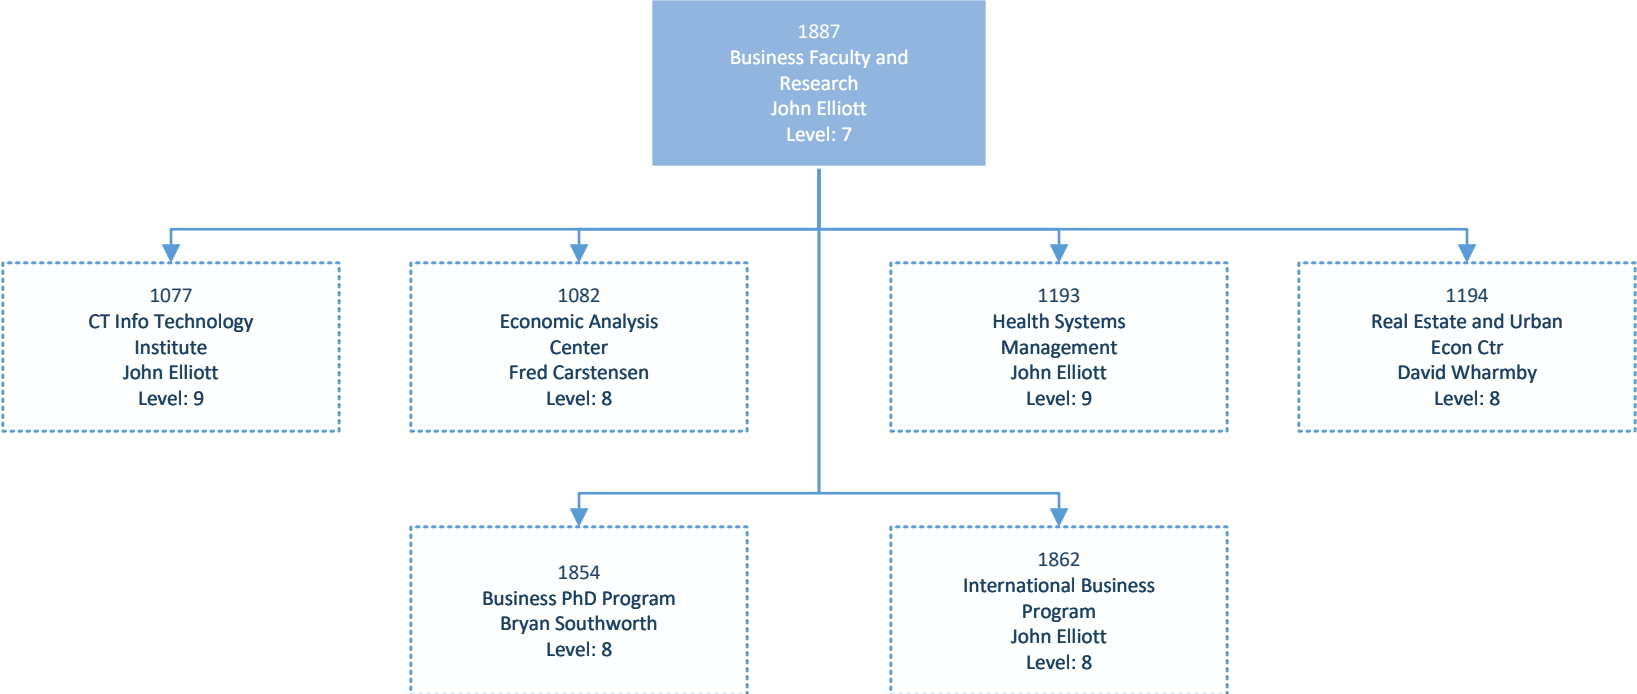 1887
Business Faculty and
Research
John Elliott
Level: 7
1077
CT Info Technology
Institute
John Elliott
Level: 9
1082
Economic Analysis
Center
Fred Carstensen
Level: 8
1193
Health Systems
Management
John Elliott
Level: 9
1194
Real Estate and Urban
Econ Ctr
David Wharmby
Level: 8
1854
Business PhD Program
Bryan Southworth
Level: 8
1862
International Business
Program
John Elliott
Level: 8